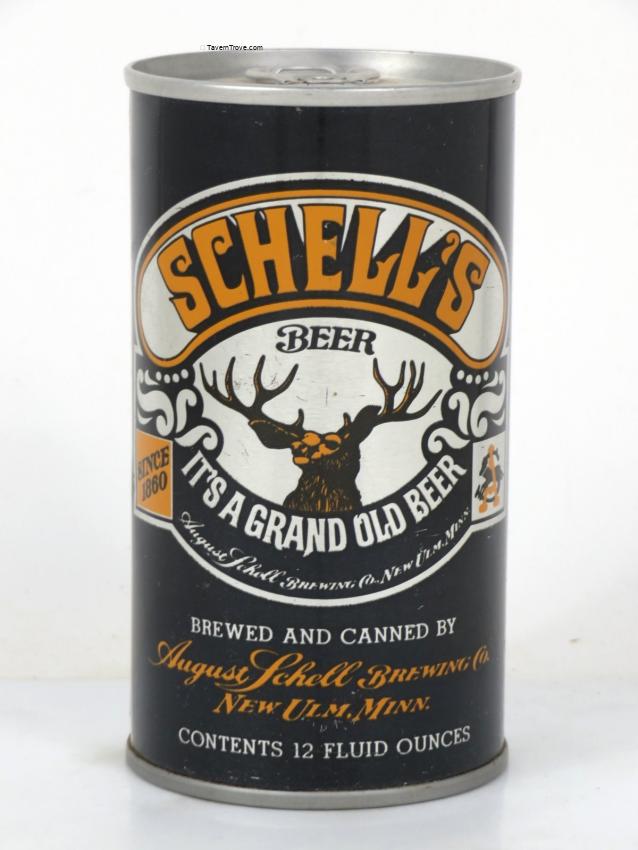 © TavernTrove.com
SCHELL'S
BEER
SINCE
1860
IT'S A GRAND OLD BEER
August Schell BREWING CO. NEW ULM, MINN.
BREWED AND CANNED BY
August Schell BREWING CO.
NEW ULM, MINN.
CONTENTS 12 FLUID OUNCES